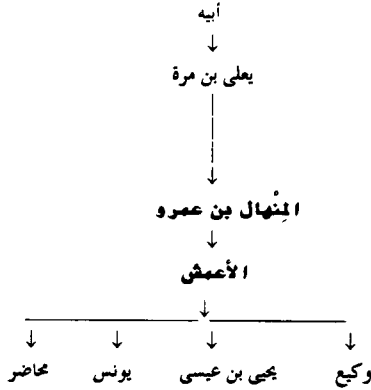 أبيه
يعلى بن مرة
المِنْهال بن عمرو
الأعمش
وكيع يحيى بن عيسى يونس محاضر